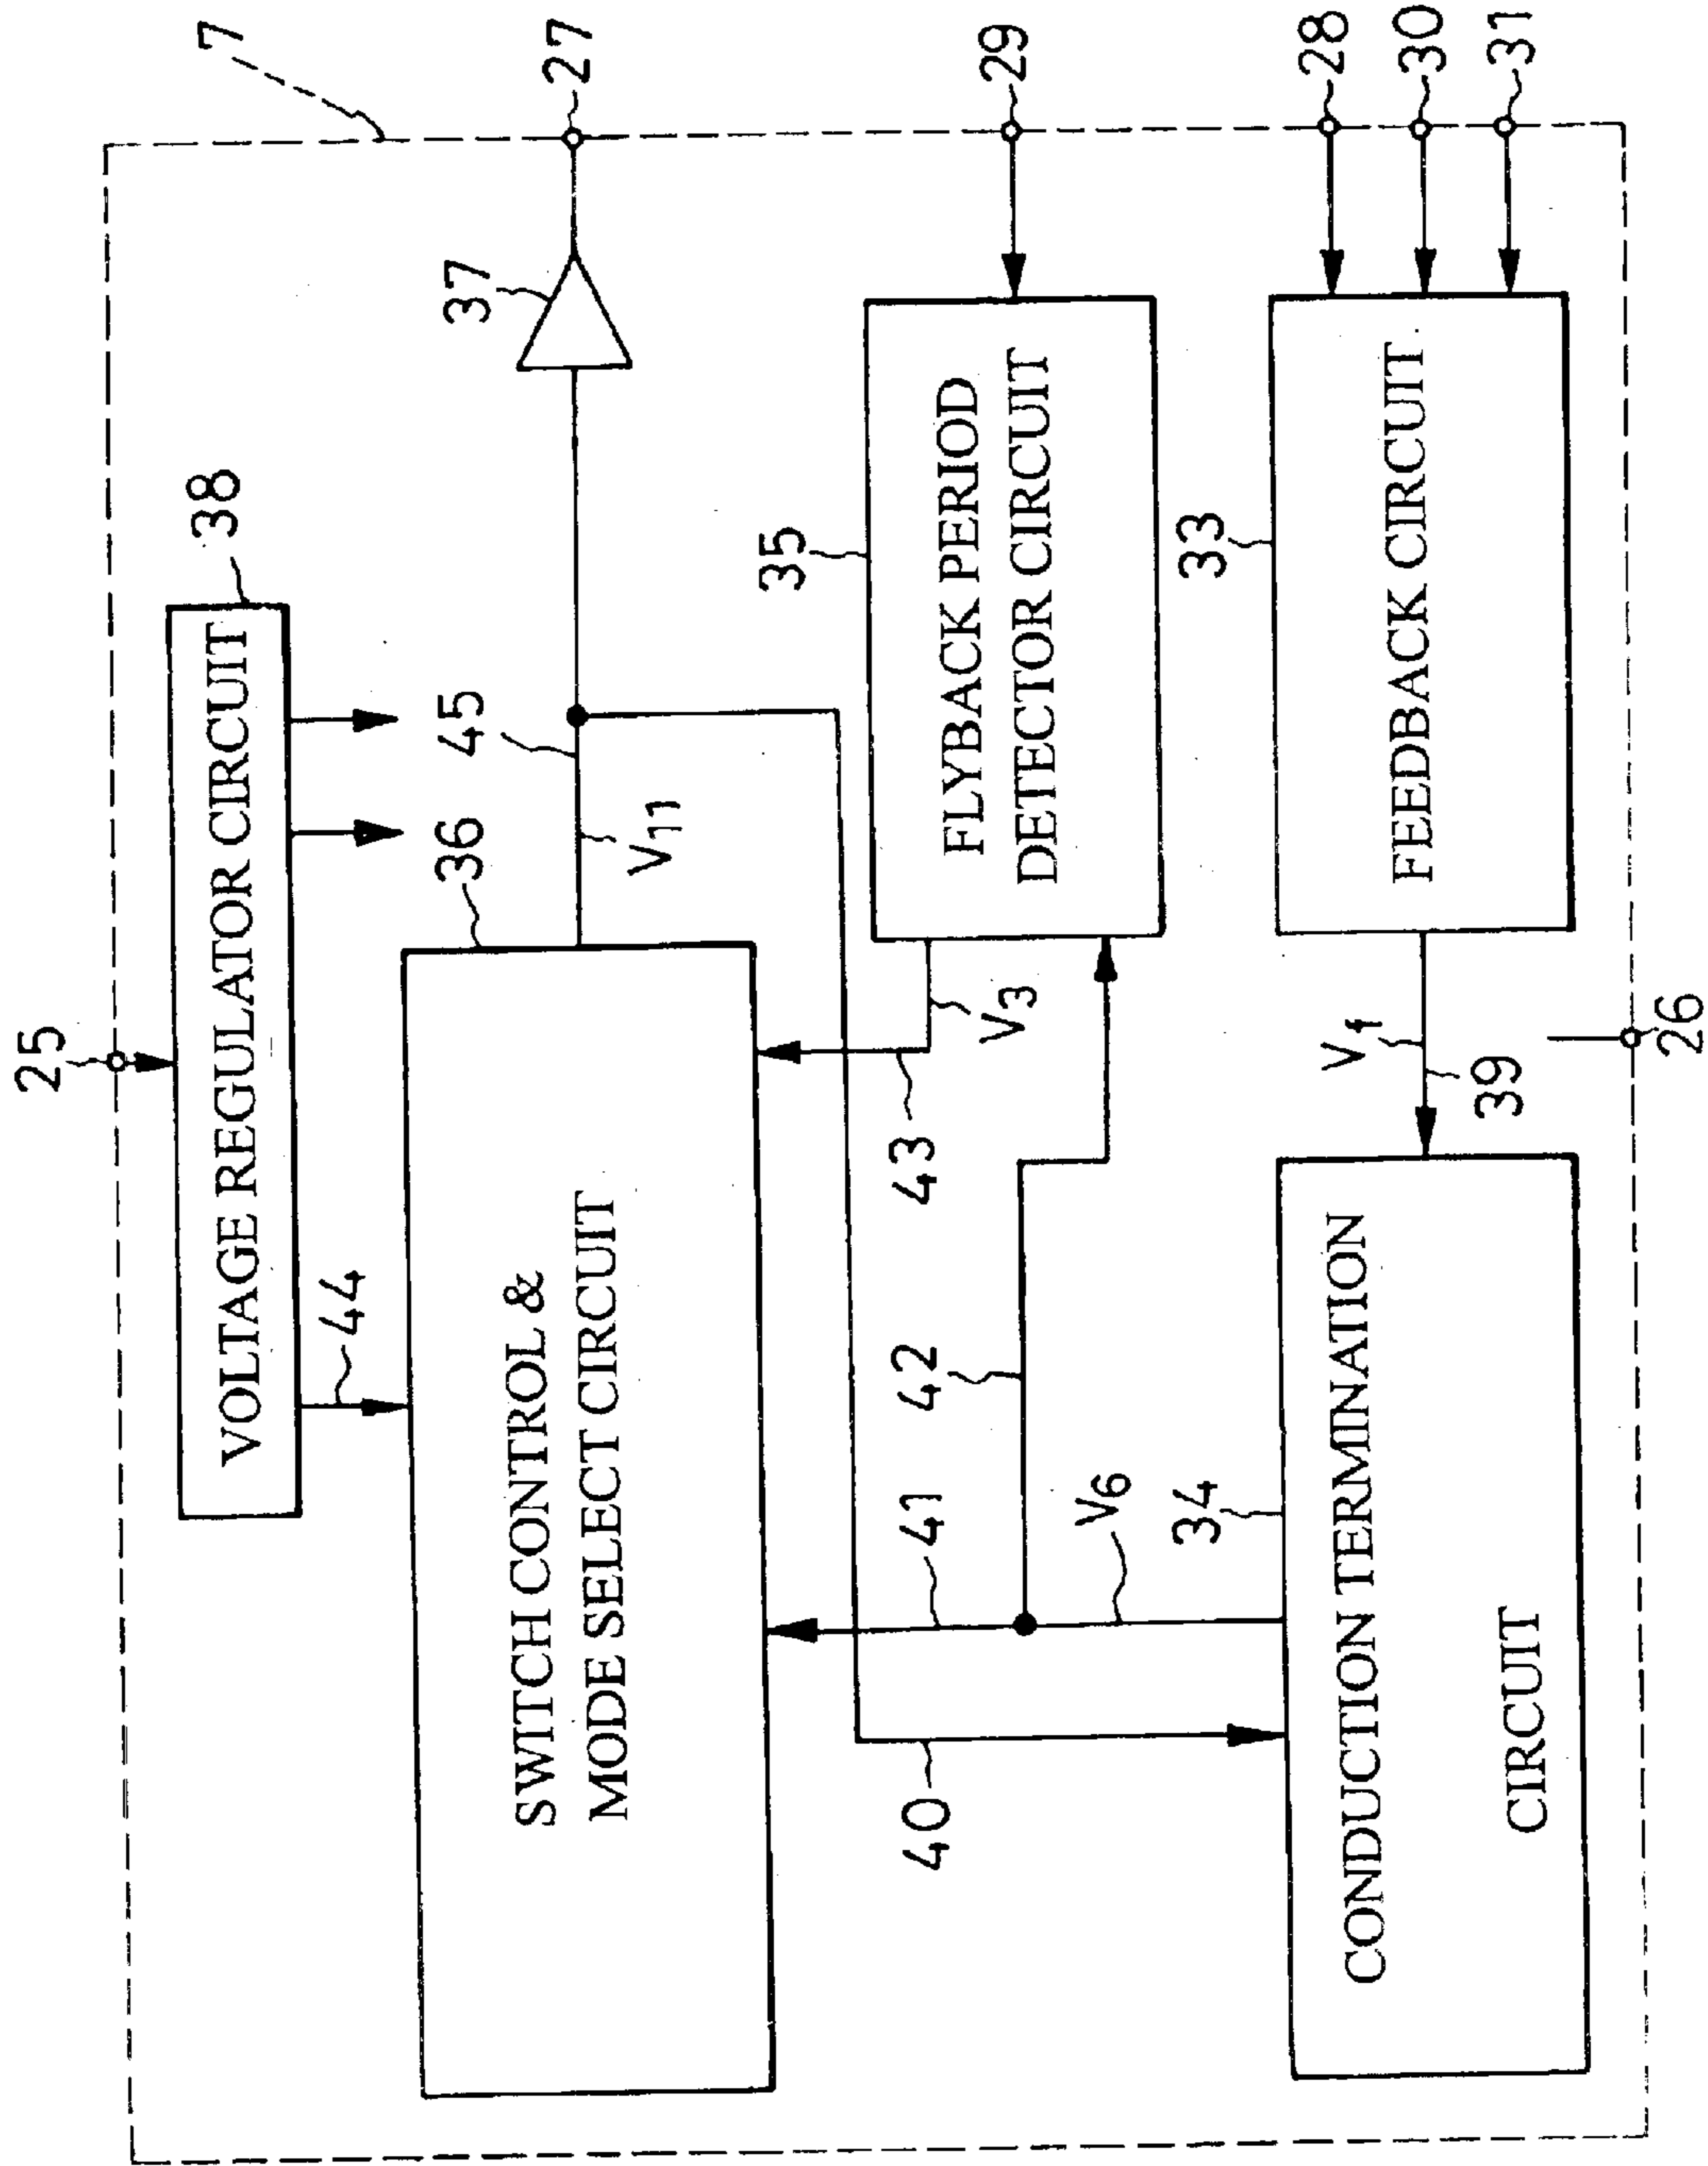 7
27
29
28
30
31
37
25
38
VOLTAGE REGULATOR CIRCUIT
44
45
V11
36
SWITCH CONTROL &
MODE SELECT CIRCUIT
35
FLYBACK PERIOD
DETECTOR CIRCUIT
33
FEEDBACK CIRCUIT
V3
43
42
41
40
V6
34
CONDUCTION TERMINATION
CIRCUIT
Vf
39
26